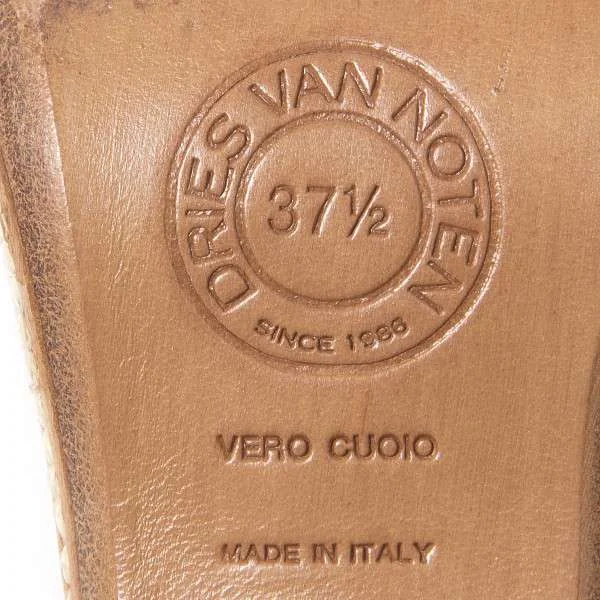 DRIES VAN NOTEN
37½
SINCE 1986
VERO CUOIO
MADE IN ITALY